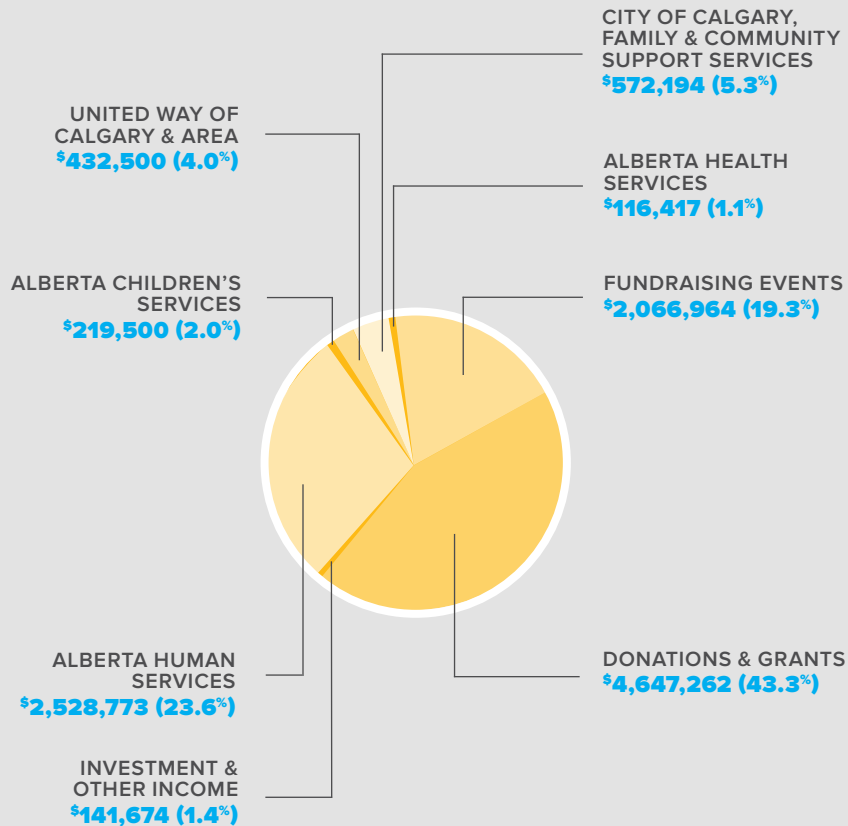 CITY OF CALGARY,
FAMILY & COMMUNITY
SUPPORT SERVICES
$572,194 (5.3%)
UNITED WAY OF
CALGARY & AREA
$432,500 (4.0%)
ALBERTA HEALTH
SERVICES
$116,417 (1.1%)
ALBERTA CHILDREN'S
SERVICES
$219,500 (2.0%)
FUNDRAISING EVENTS
$2,066,964 (19.3%)
ALBERTA HUMAN
SERVICES
$2,528,773 (23.6%)
DONATIONS & GRANTS
$4,647,262 (43.3%)
INVESTMENT &
OTHER INCOME
$141,674 (1.4%)